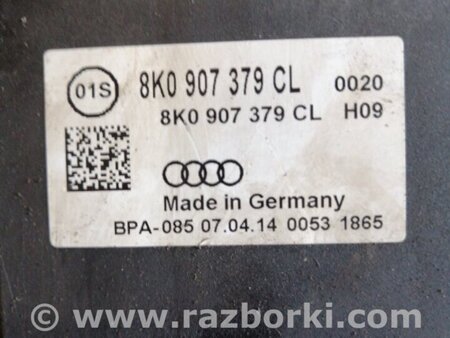 01S 8K0 907 379 CL 0020
8K0 907 379 CL H09
Made in Germany
BPA-085 07.04.14 0053 1865
© www.razborki.com